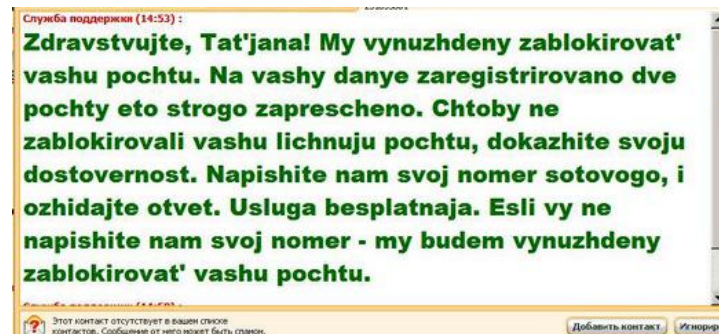 Служба поддержки (14:53) :
Zdravstvujte, Tat'jana! My vynuzhdeny zablokirovat'
vashu pochtu. Na vashy danye zaregistrirovano dve
pochty eto strogo zaprescheno. Chtoby ne
zablokirovali vashu lichnuju pochtu, dokazhite svoju
dostovernost. Napishite nam svoj nomer sotovogo, i
ozhidajte otvet. Usluga besplatnaja. Esli vy ne
napishite nam svoj nomer - my budem vynuzhdeny
zablokirovat' vashu pochtu.
Этот контакт отсутствует в вашем списке
контактов. Сообщение от него может быть спамом.
Добавить контакт